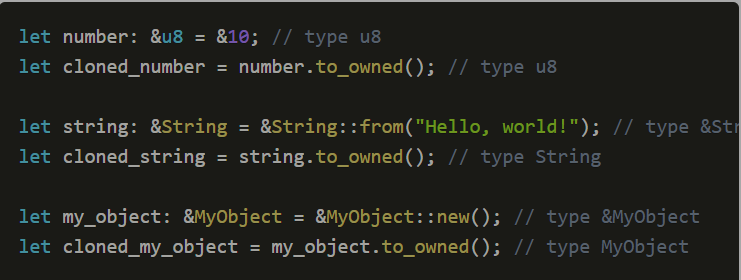 let number: &u8 = &10; // type u8
let cloned_number = number.to_owned(); // type u8
let string: &String = &String::from("Hello, world!"); // type &Str
let cloned_string = string.to_owned(); // type String
let my_object: &MyObject = &MyObject::new(); // type &MyObject
let cloned_my_object = my_object.to_owned(); // type MyObject